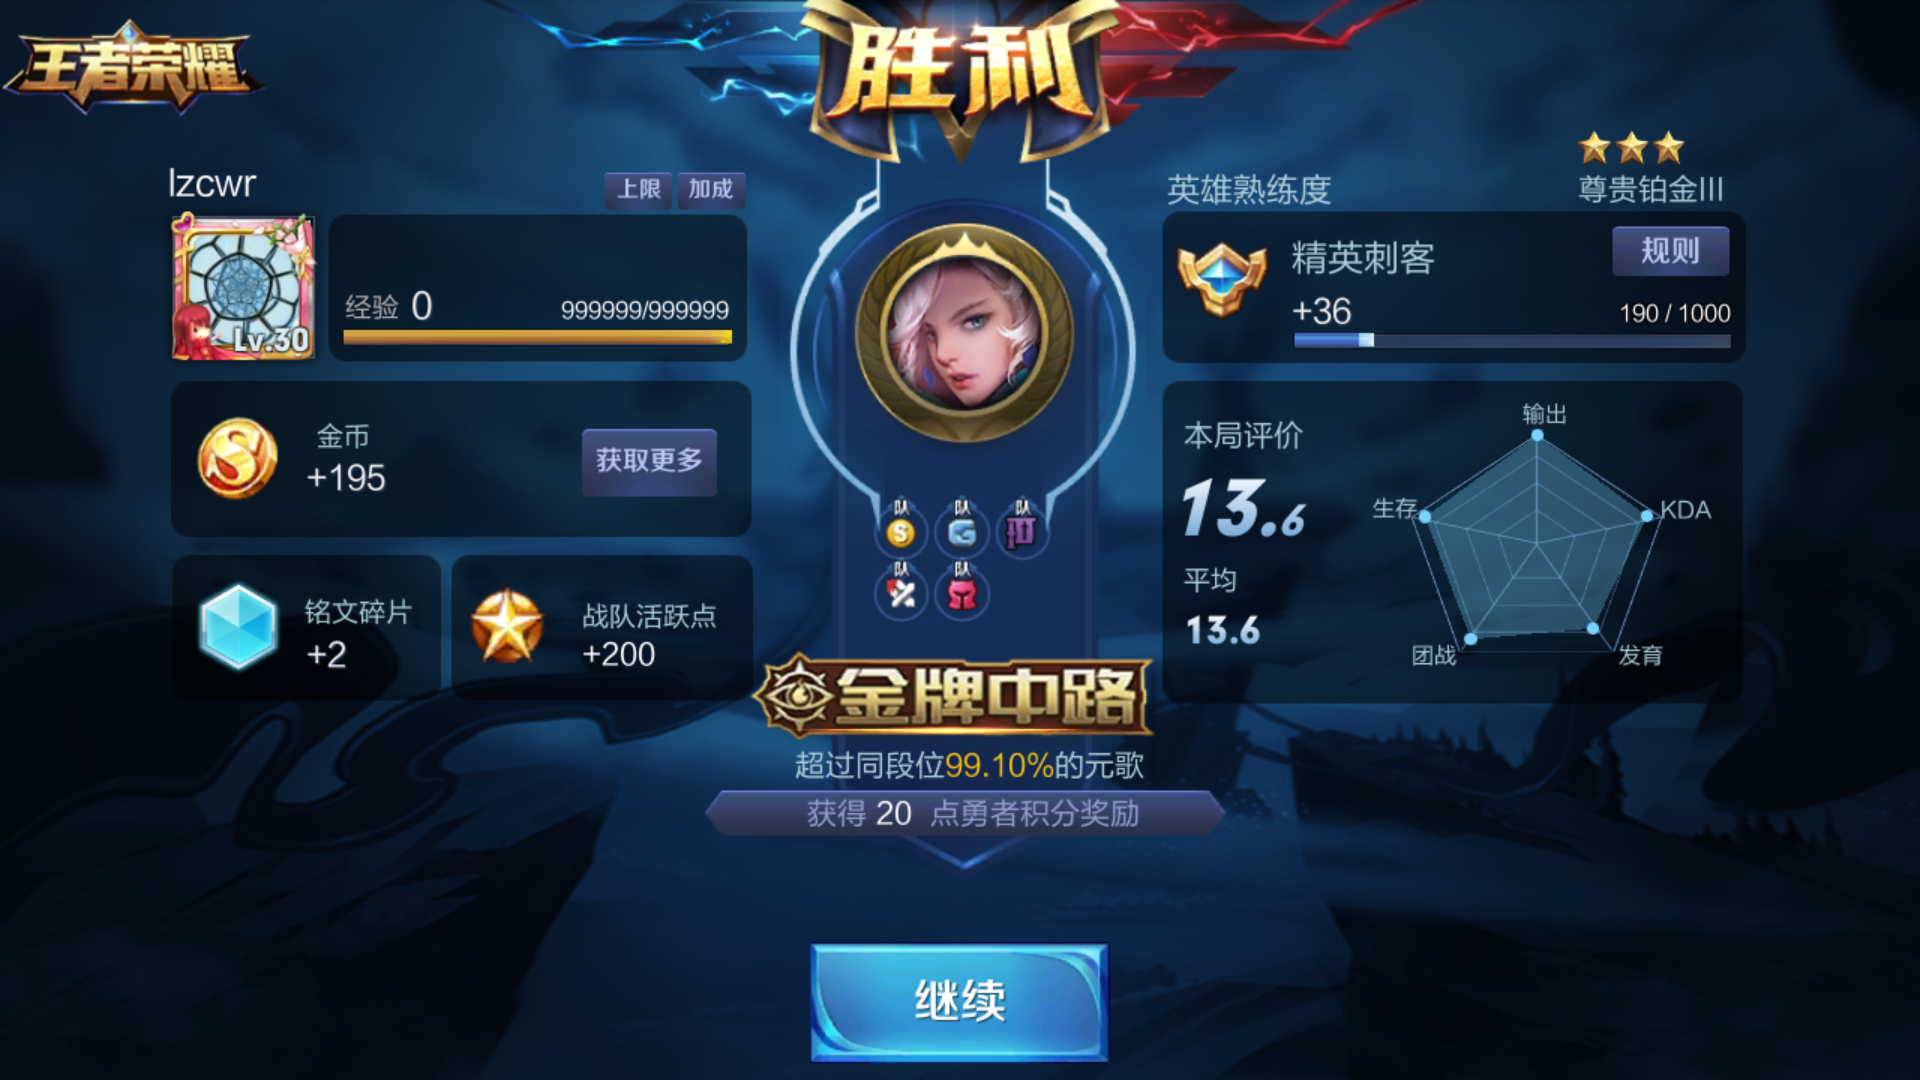 王者荣耀
胜利
lzcwr
上限
加成
Lv.30
经验 0
999999/999999
金币
+195
获取更多
铭文碎片
+2
战队活跃点
+200
队
队
队
队
队
金牌中路
超过同段位99.10%的元歌
获得 20 点勇者积分奖励
继续
英雄熟练度
尊贵铂金III
精英刺客
规则
+36
190 / 1000
本局评价
13.6
平均
13.6
输出
生存
KDA
团战
发育